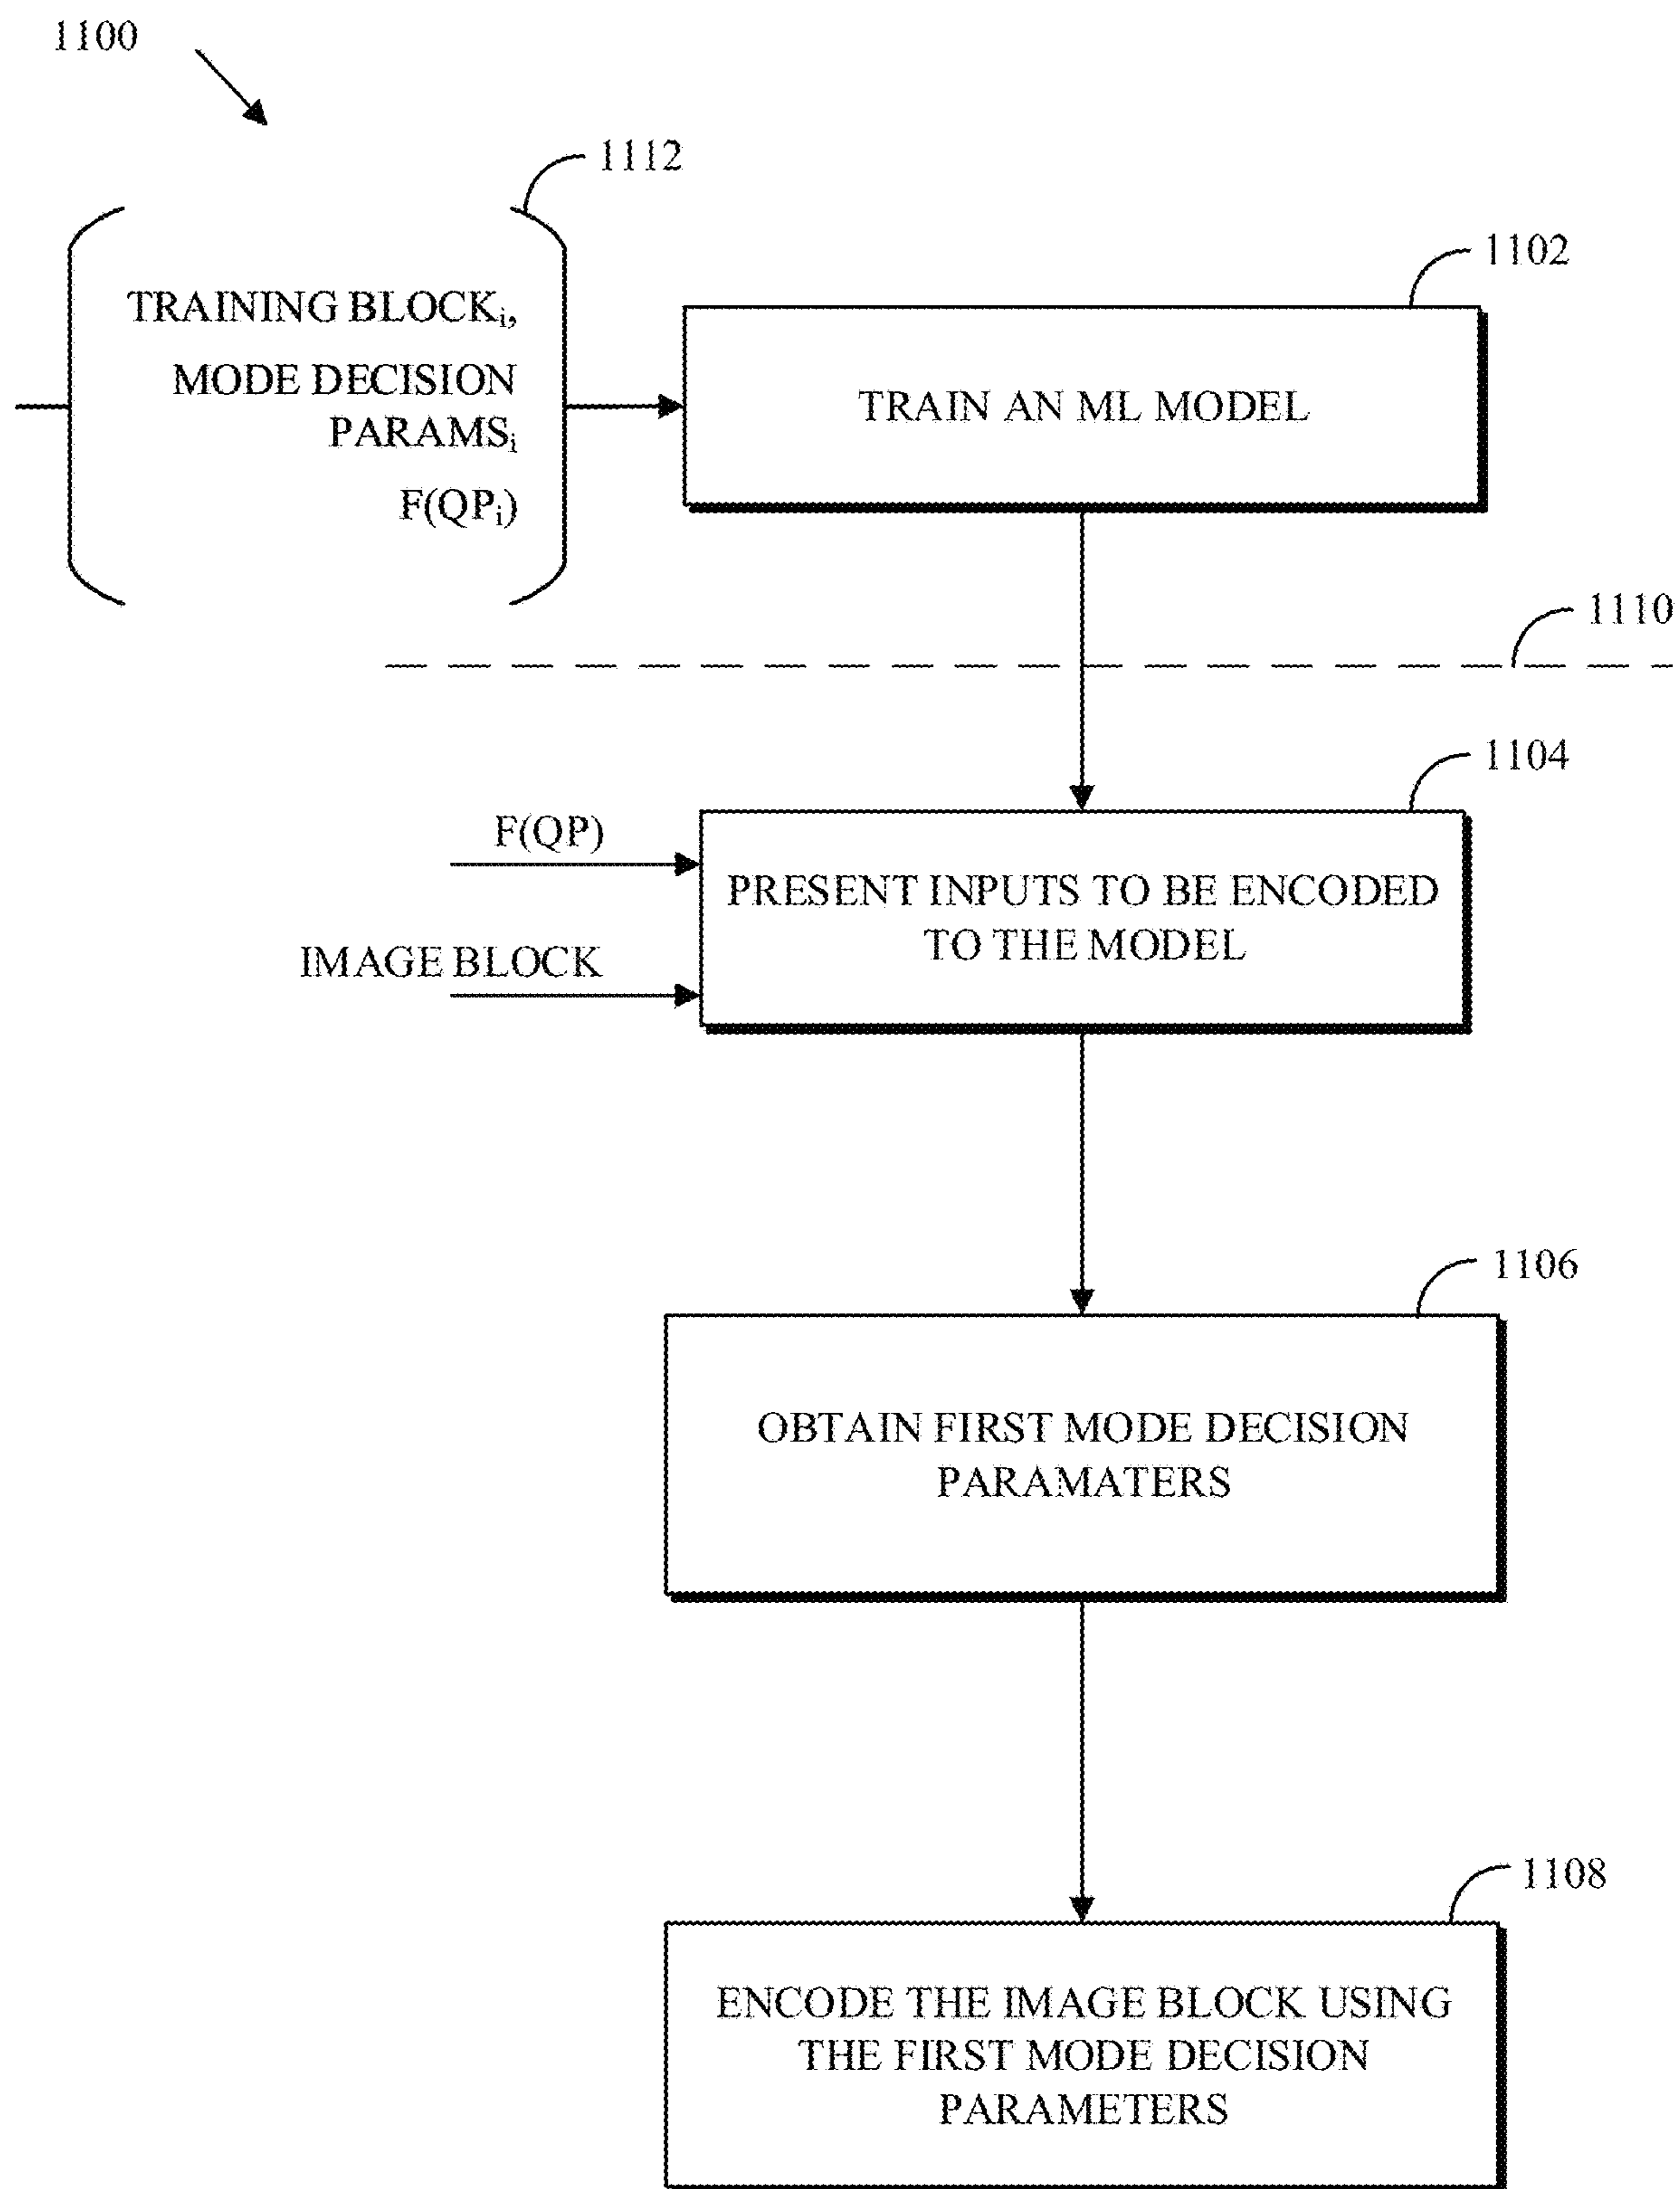 1100
1112
1102
TRAINING BLOCKi,
MODE DECISION
PARAMSi
F(QPi)
TRAIN AN ML MODEL
1110
1104
F(QP)
PRESENT INPUTS TO BE ENCODED
TO THE MODEL
IMAGE BLOCK
1106
OBTAIN FIRST MODE DECISION
PARAMATERS
1108
ENCODE THE IMAGE BLOCK USING
THE FIRST MODE DECISION
PARAMETERS